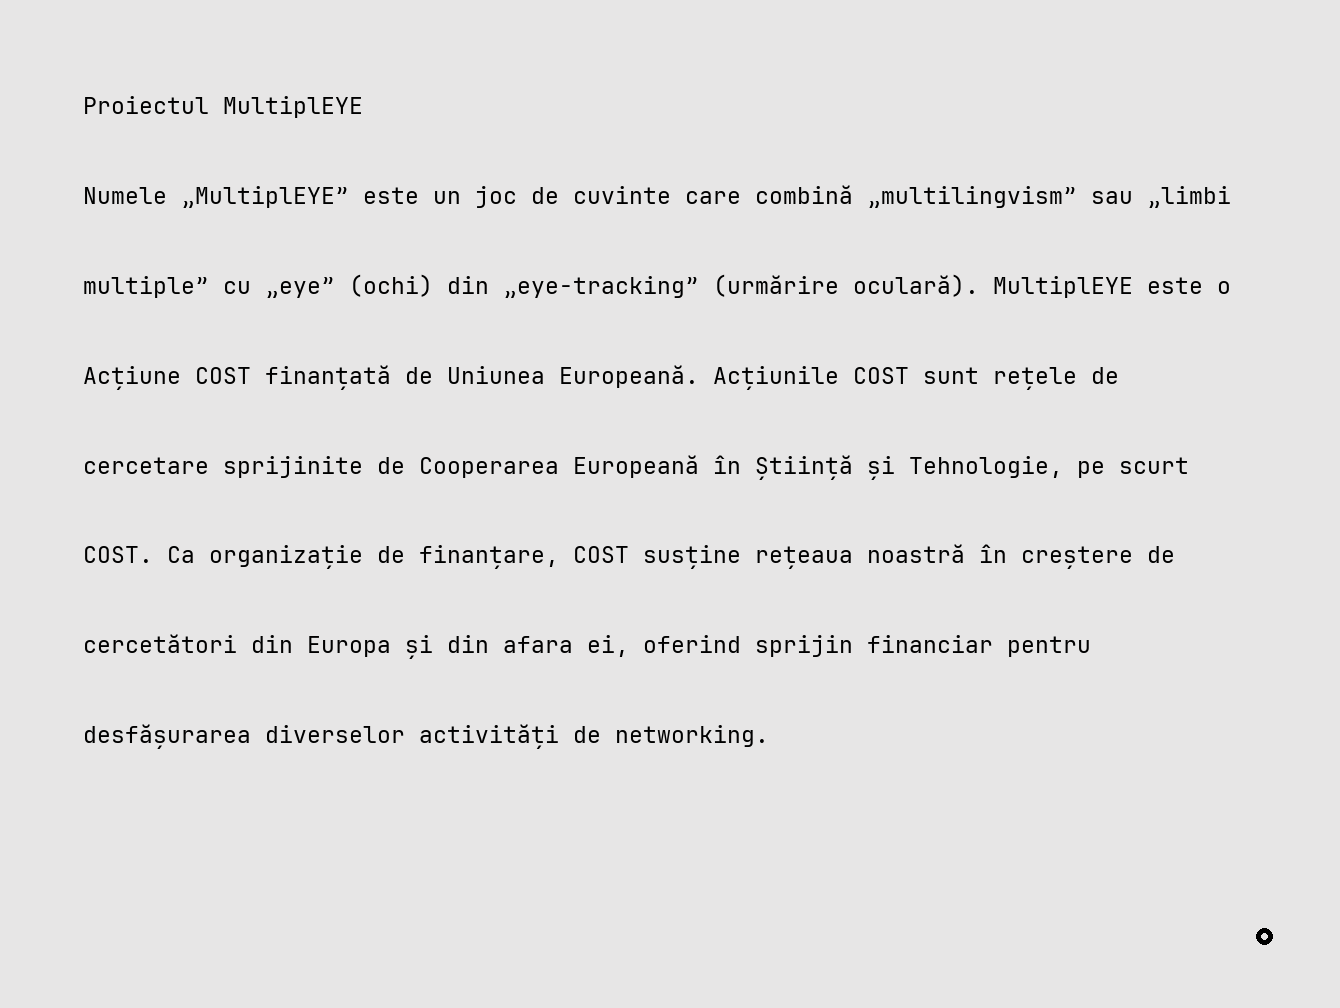 Proiectul MultiplEYE
Numele „MultiplEYE” este un joc de cuvinte care combină „multilingvism” sau „limbi
multiple” cu „eye” (ochi) din „eye-tracking” (urmărire oculară). MultiplEYE este o
Acțiune COST finanțată de Uniunea Europeană. Acțiunile COST sunt rețele de
cercetare sprijinite de Cooperarea Europeană în Știință și Tehnologie, pe scurt
COST. Ca organizație de finanțare, COST susține rețeaua noastră în creștere de
cercetători din Europa și din afara ei, oferind sprijin financiar pentru
desfășurarea diverselor activități de networking.